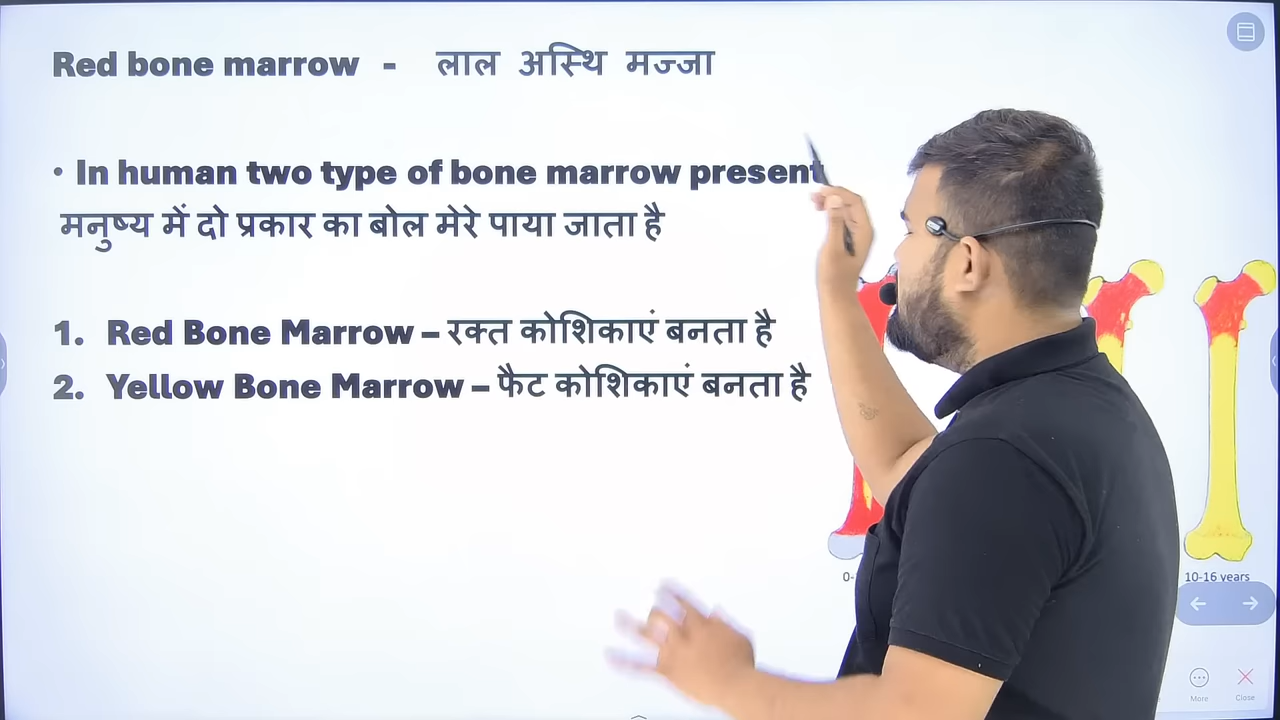 Red bone marrow - लाल अस्थि मज्जा
• In human two type of bone marrow present
मनुष्य में दो प्रकार का बोल मेरे पाया जाता है
1. Red Bone Marrow – रक्त कोशिकाएं बनता है
2. Yellow Bone Marrow – फैट कोशिकाएं बनता है
0-
10-16 years
More
Close